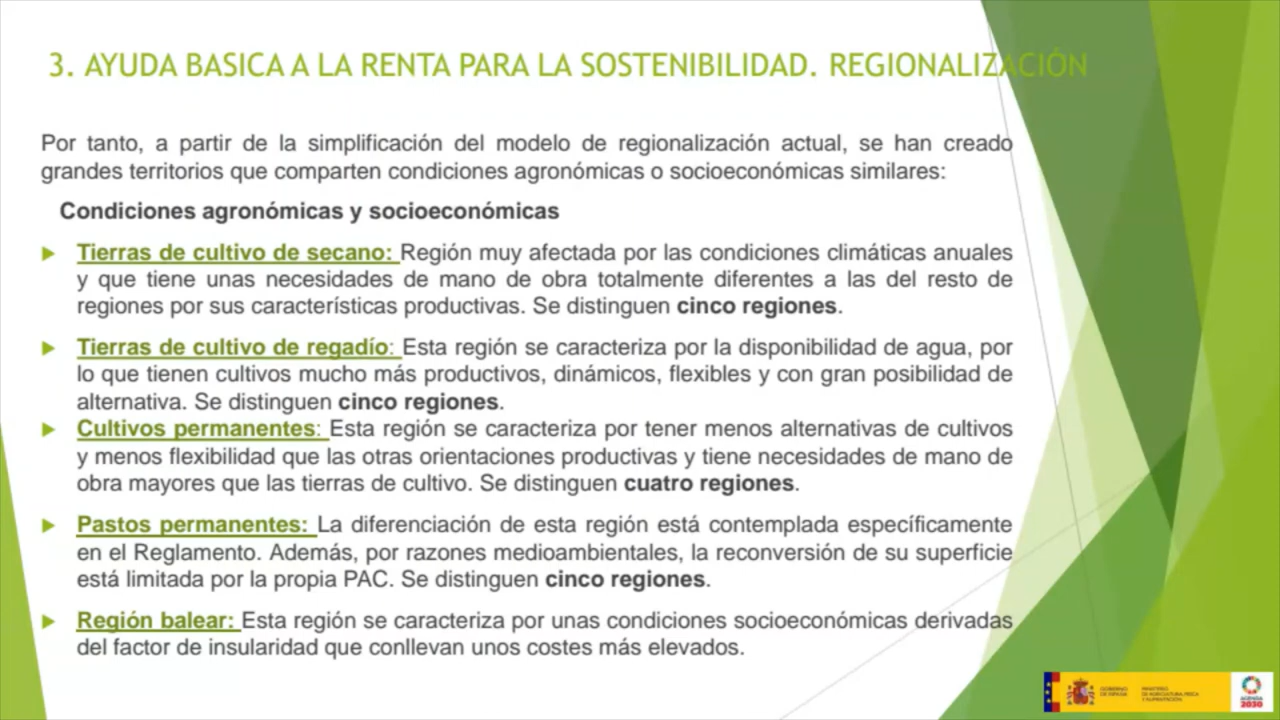 3. AYUDA BASICA A LA RENTA PARA LA SOSTENIBILIDAD. REGIONALIZACIÓN
Por tanto, a partir de la simplificación del modelo de regionalización actual, se han creado
grandes territorios que comparten condiciones agronómicas o socioeconómicas similares:
Condiciones agronómicas y socioeconómicas
Tierras de cultivo de secano: Región muy afectada por las condiciones climáticas anuales
y que tiene unas necesidades de mano de obra totalmente diferentes a las del resto de
regiones por sus características productivas. Se distinguen cinco regiones.
Tierras de cultivo de regadío: Esta región se caracteriza por la disponibilidad de agua, por
lo que tienen cultivos mucho más productivos, dinámicos, flexibles y con gran posibilidad de
alternativa. Se distinguen cinco regiones.
Cultivos permanentes: Esta región se caracteriza por tener menos alternativas de cultivos
y menos flexibilidad que las otras orientaciones productivas y tiene necesidades de mano de
obra mayores que las tierras de cultivo. Se distinguen cuatro regiones.
Pastos permanentes: La diferenciación de esta región está contemplada específicamente
en el Reglamento. Además, por razones medioambientales, la reconversión de su superficie
está limitada por la propia PAC. Se distinguen cinco regiones.
Región balear: Esta región se caracteriza por unas condiciones socioeconómicas derivadas
del factor de insularidad que conllevan unos costes más elevados.
GOBIERNO
DE ESPAÑA
MINISTERIO
DE AGRICULTURA, PESCA
Y ALIMENTACIÓN
AGENDA
2030